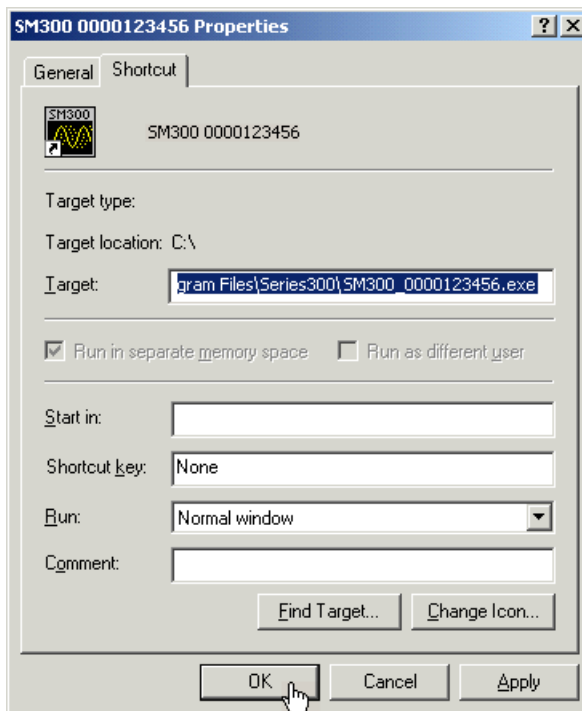 SM300 0000123456 Properties
General
Shortcut
SM300
SM300 0000123456
Target type:
Target location: C:\
Target: gram Files\Series300\SM300_0000123456.exe
Run in separate memory space
Run as different user
Start in:
Shortcut key: None
Run: Normal window
Comment:
Find Target...
Change Icon...
OK
Cancel
Apply